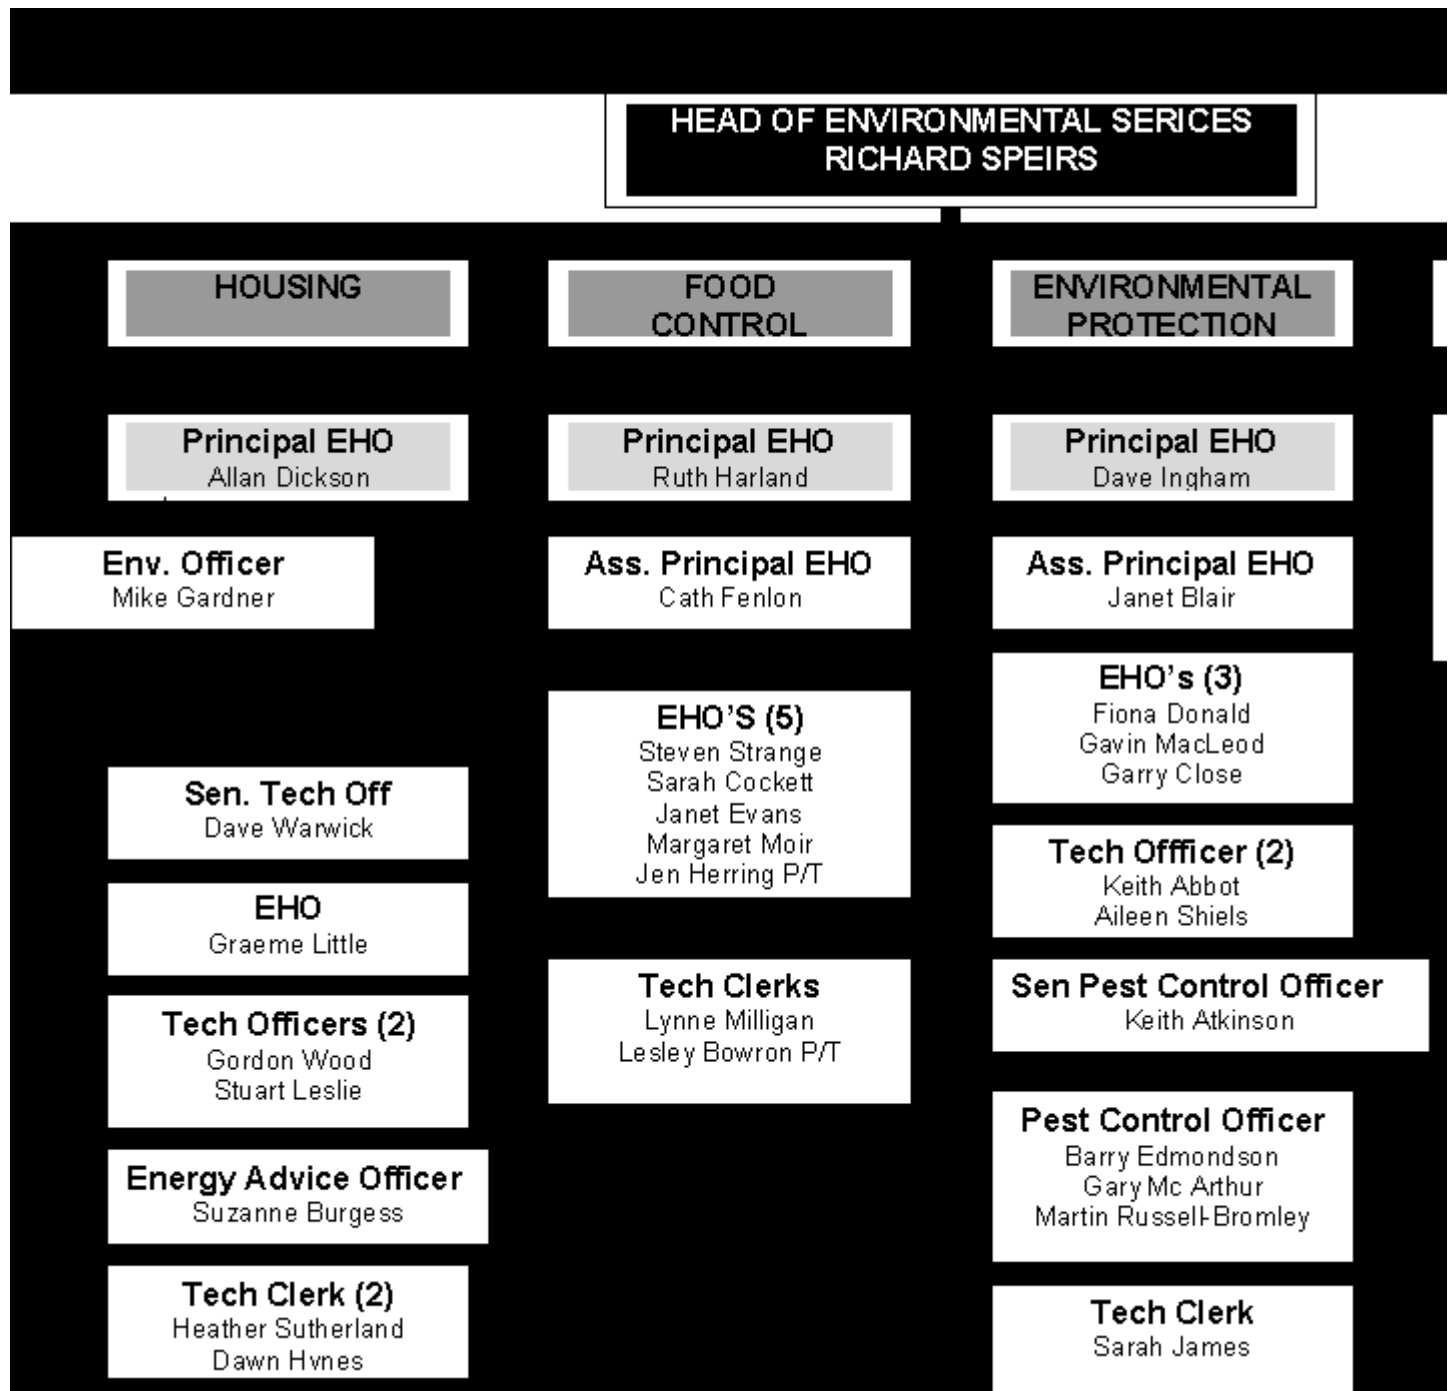 HEAD OF ENVIRONMENTAL SERICES
RICHARD SPEIRS
HOUSING
Principal EHO
Allan Dickson
Env. Officer
Mike Gardner
Sen. Tech Off
Dave Warwick
EHO
Graeme Little
Tech Officers (2)
Gordon Wood
Stuart Leslie
Energy Advice Officer
Suzanne Burgess
Tech Clerk (2)
Heather Sutherland
Dawn Hynes
FOOD
CONTROL
Principal EHO
Ruth Harland
Ass. Principal EHO
Cath Fenlon
EHO'S (5)
Steven Strange
Sarah Cockett
Janet Evans
Margaret Moir
Jen Herring P/T
Tech Clerks
Lynne Milligan
Lesley Bowron P/T
ENVIRONMENTAL
PROTECTION
Principal EHO
Dave Ingham
Ass. Principal EHO
Janet Blair
EHO's (3)
Fiona Donald
Gavin MacLeod
Garry Close
Tech Offficer (2)
Keith Abbot
Aileen Shiels
Sen Pest Control Officer
Keith Atkinson
Pest Control Officer
Barry Edmondson
Gary Mc Arthur
Martin Russell-Bromley
Tech Clerk
Sarah James